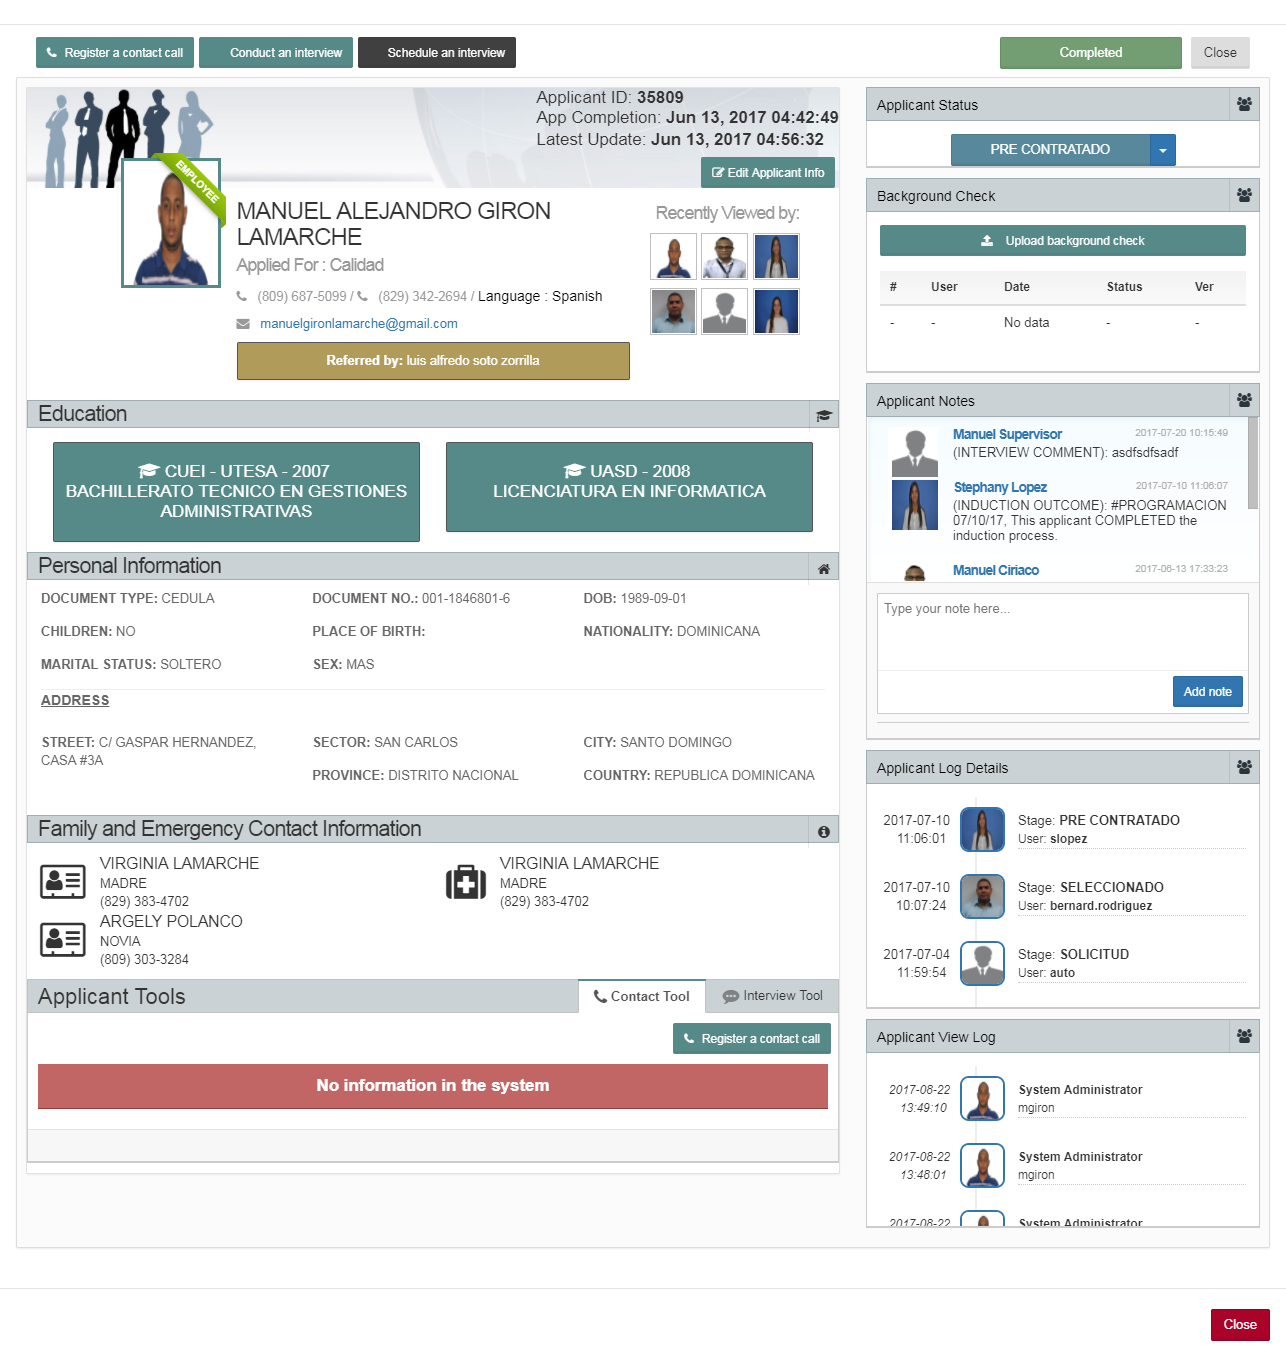 Register a contact call
Conduct an interview
Schedule an interview
Completed
Close
Applicant ID: 35809
App Completion: Jun 13, 2017 04:42:49
Latest Update: Jun 13, 2017 04:56:32
Edit Applicant Info
EMPLOYEE
MANUEL ALEJANDRO GIRON
LAMARCHE
Applied For : Calidad
(809) 687-5099 / (829) 342-2694 / Language : Spanish
manuelgironlamarche@gmail.com
Referred by: luis alfredo soto zorrilla
Recently Viewed by:
Education
CUEI - UTESA - 2007
BACHILLERATO TECNICO EN GESTIONES
ADMINISTRATIVAS
UASD - 2008
LICENCIATURA EN INFORMATICA
Personal Information
DOCUMENT TYPE: CEDULA
DOCUMENT NO.: 001-1846801-6
DOB: 1989-09-01
CHILDREN: NO
PLACE OF BIRTH:
NATIONALITY: DOMINICANA
MARITAL STATUS: SOLTERO
SEX: MAS
ADDRESS
STREET: C/ GASPAR HERNANDEZ,
CASA #3A
SECTOR: SAN CARLOS
CITY: SANTO DOMINGO
PROVINCE: DISTRITO NACIONAL
COUNTRY: REPUBLICA DOMINICANA
Family and Emergency Contact Information
VIRGINIA LAMARCHE
MADRE
(829) 383-4702
ARGELY POLANCO
NOVIA
(809) 303-3284
VIRGINIA LAMARCHE
MADRE
(829) 383-4702
Applicant Tools
Contact Tool
Interview Tool
Register a contact call
No information in the system
Applicant Status
PRE CONTRATADO
Background Check
Upload background check
# User Date Status Ver
- - No data - -
Applicant Notes
Manuel Supervisor 2017-07-20 10:15:49
(INTERVIEW COMMENT): asdfsdfsadf
Stephany Lopez 2017-07-10 11:06:07
(INDUCTION OUTCOME): #PROGRAMACION
07/10/17, This applicant COMPLETED the
induction process.
Manuel Ciriaco 2017-06-13 17:33:23
Type your note here...
Add note
Applicant Log Details
2017-07-10
11:06:01
Stage: PRE CONTRATADO
User: slopez
2017-07-10
10:07:24
Stage: SELECCIONADO
User: bernard.rodriguez
2017-07-04
11:59:54
Stage: SOLICITUD
User: auto
Applicant View Log
2017-08-22
13:49:10
System Administrator
mgiron
2017-08-22
13:48:01
System Administrator
mgiron
2017-08-22
System Administrator
Close